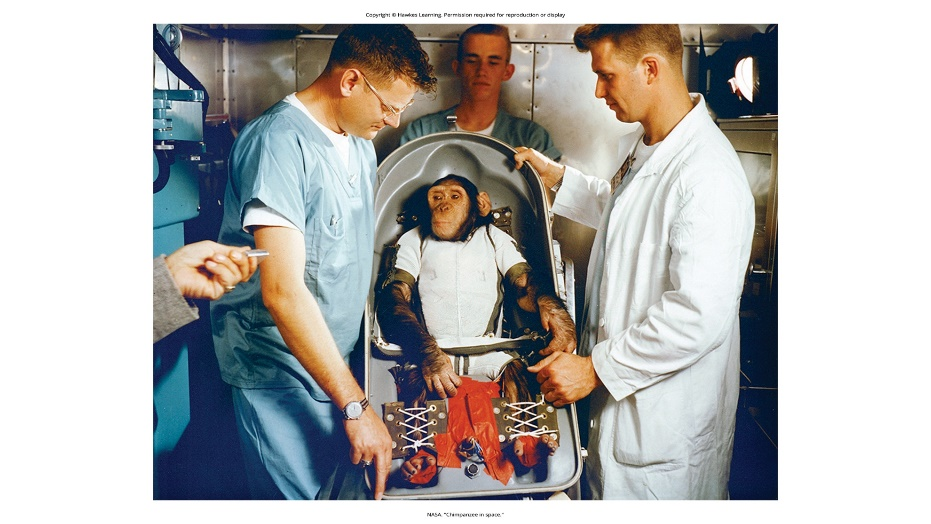 Copyright © Hawkes Learning. Permission required for reproduction or display
NASA, "Chimpanzee in space."